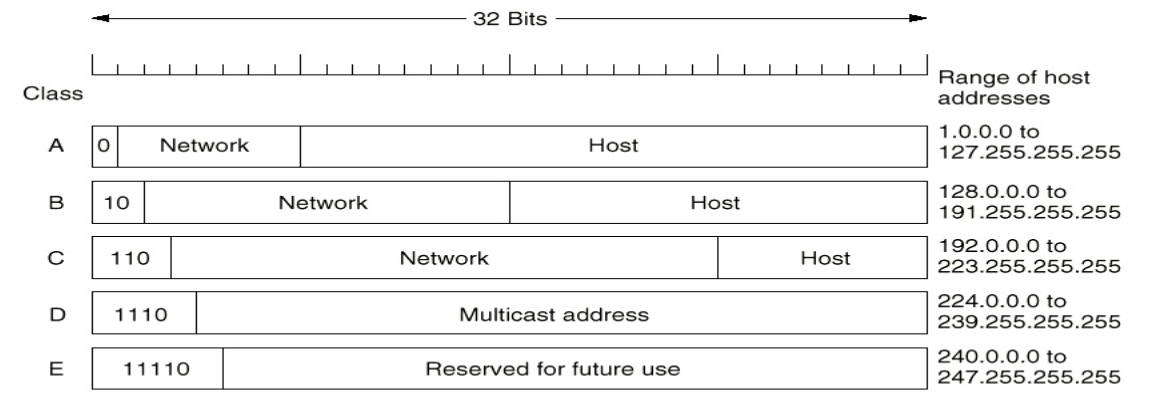 32 Bits
Class
Range of host
addresses
A
0
Network
Host
1.0.0.0 to
127.255.255.255
B
10
Network
Host
128.0.0.0 to
191.255.255.255
C
110
Network
Host
192.0.0.0 to
223.255.255.255
D
1110
Multicast address
224.0.0.0 to
239.255.255.255
E
11110
Reserved for future use
240.0.0.0 to
247.255.255.255